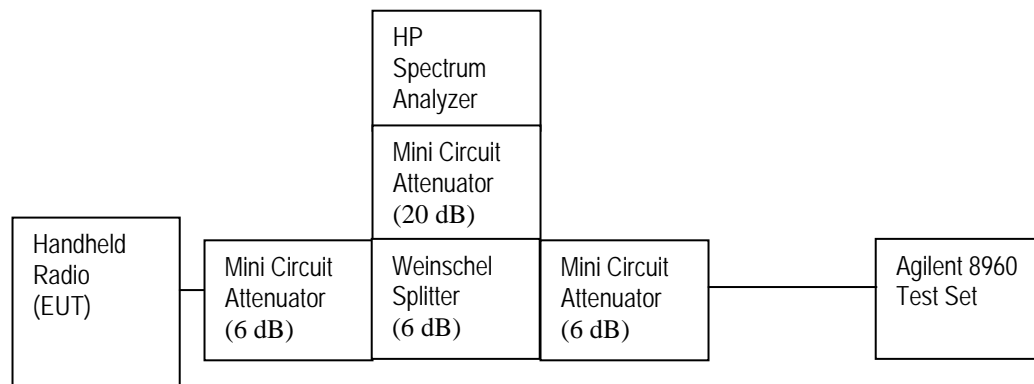 HP
Spectrum
Analyzer
Mini Circuit
Attenuator
(20 dB)
Handheld
Radio
(EUT)
Mini Circuit
Attenuator
(6 dB)
Weinschel
Splitter
(6 dB)
Mini Circuit
Attenuator
(6 dB)
Agilent 8960
Test Set